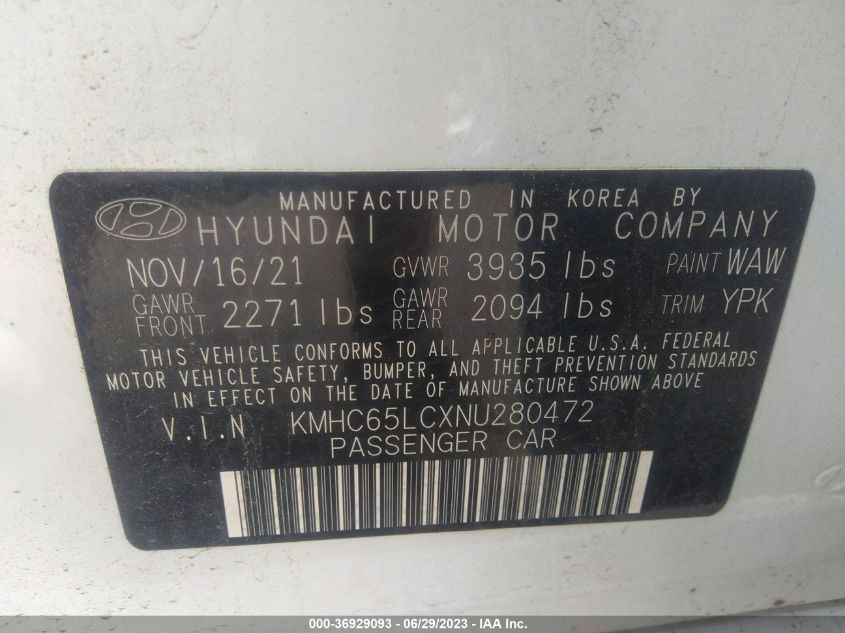 MANUFACTURED IN KOREA BY
HYUNDAI MOTOR COMPANY
NOV/16/21 GVWR 3935 lbs PAINT WAW
GAWR FRONT 2271 lbs GAWR REAR 2094 lbs TRIM YPK
THIS VEHICLE CONFORMS TO ALL APPLICABLE U.S.A. FEDERAL
MOTOR VEHICLE SAFETY, BUMPER, AND THEFT PREVENTION STANDARDS
IN EFFECT ON THE DATE OF MANUFACTURE SHOWN ABOVE
V.I.N KMHC65LCXNU280472
PASSENGER CAR
000-36929093 - 06/29/2023 - IAA Inc.